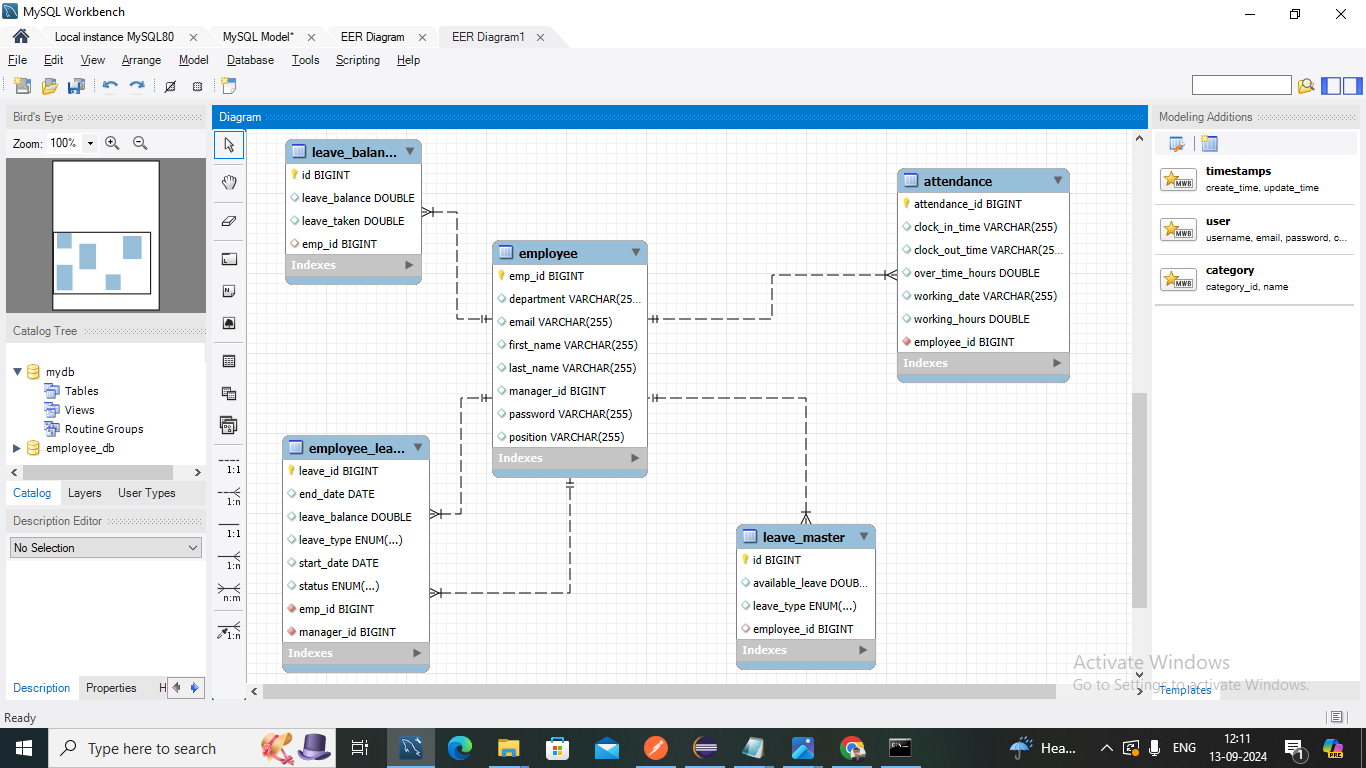 MySQL Workbench
Local instance MySQL80
MySQL Model*
EER Diagram
EER Diagram1
File Edit View Arrange Model Database Tools Scripting Help
Bird's Eye
Zoom: 100%
Catalog Tree
mydb
Tables
Views
Routine Groups
employee_db
Catalog Layers User Types
Description Editor
No Selection
Description Properties H
Diagram
1:1
1:n
1:1
1:n
n:m
1:n
leave_balan...
id BIGINT
leave_balance DOUBLE
leave_taken DOUBLE
emp_id BIGINT
Indexes
employee
emp_id BIGINT
department VARCHAR(25...
email VARCHAR(255)
first_name VARCHAR(255)
last_name VARCHAR(255)
manager_id BIGINT
password VARCHAR(255)
position VARCHAR(255)
Indexes
attendance
attendance_id BIGINT
clock_in_time VARCHAR(255)
clock_out_time VARCHAR(25...
over_time_hours DOUBLE
working_date VARCHAR(255)
working_hours DOUBLE
employee_id BIGINT
Indexes
employee_lea...
leave_id BIGINT
end_date DATE
leave_balance DOUBLE
leave_type ENUM(...)
start_date DATE
status ENUM(...)
emp_id BIGINT
manager_id BIGINT
Indexes
leave_master
id BIGINT
available_leave DOUB...
leave_type ENUM(...)
employee_id BIGINT
Indexes
Modeling Additions
MWB
timestamps
create_time, update_time
MWB
user
username, email, password, c...
MWB
category
category_id, name
Activate Windows
Go to Settings to activate Windows.
Templates
Ready
Type here to search
Hea...
ENG
12:11
13-09-2024
1
PRE